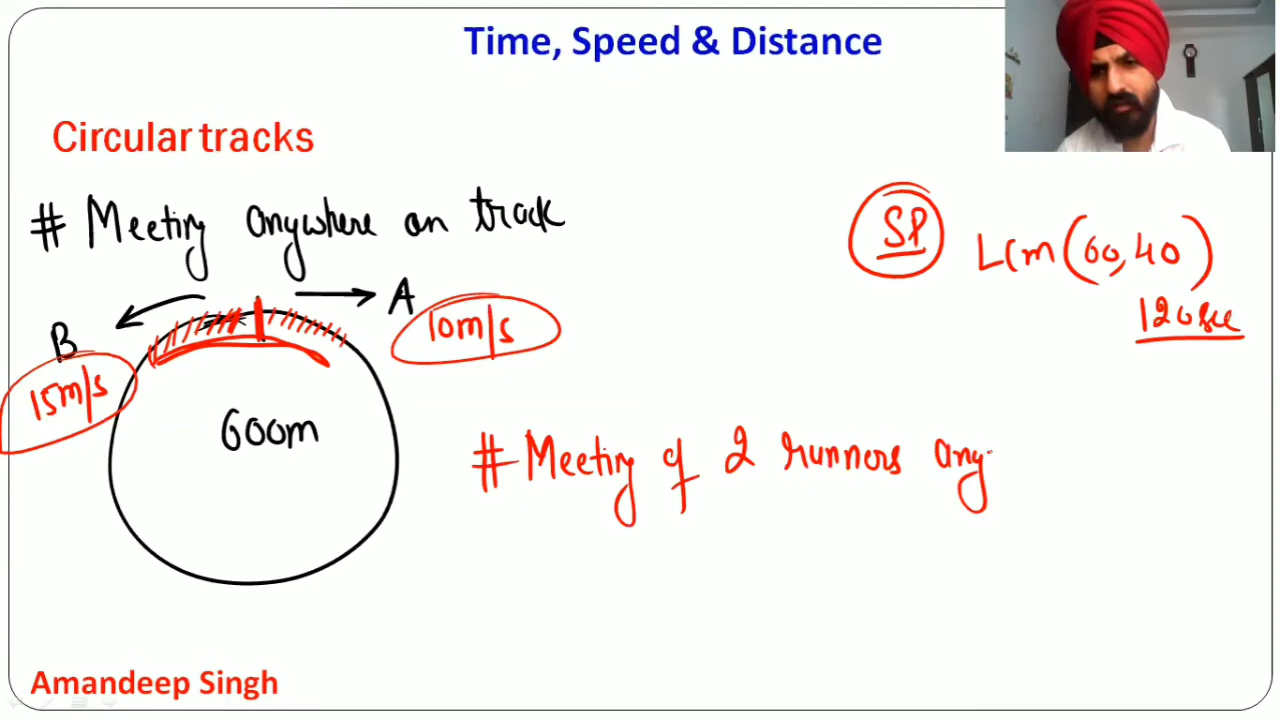 Time, Speed & Distance
Circular tracks
# Meeting anywhere on track
SP
LCm (60, 40)
120 sec
B
A
10m/s
15m/s
600m
# Meeting of 2 runners any
Amandeep Singh